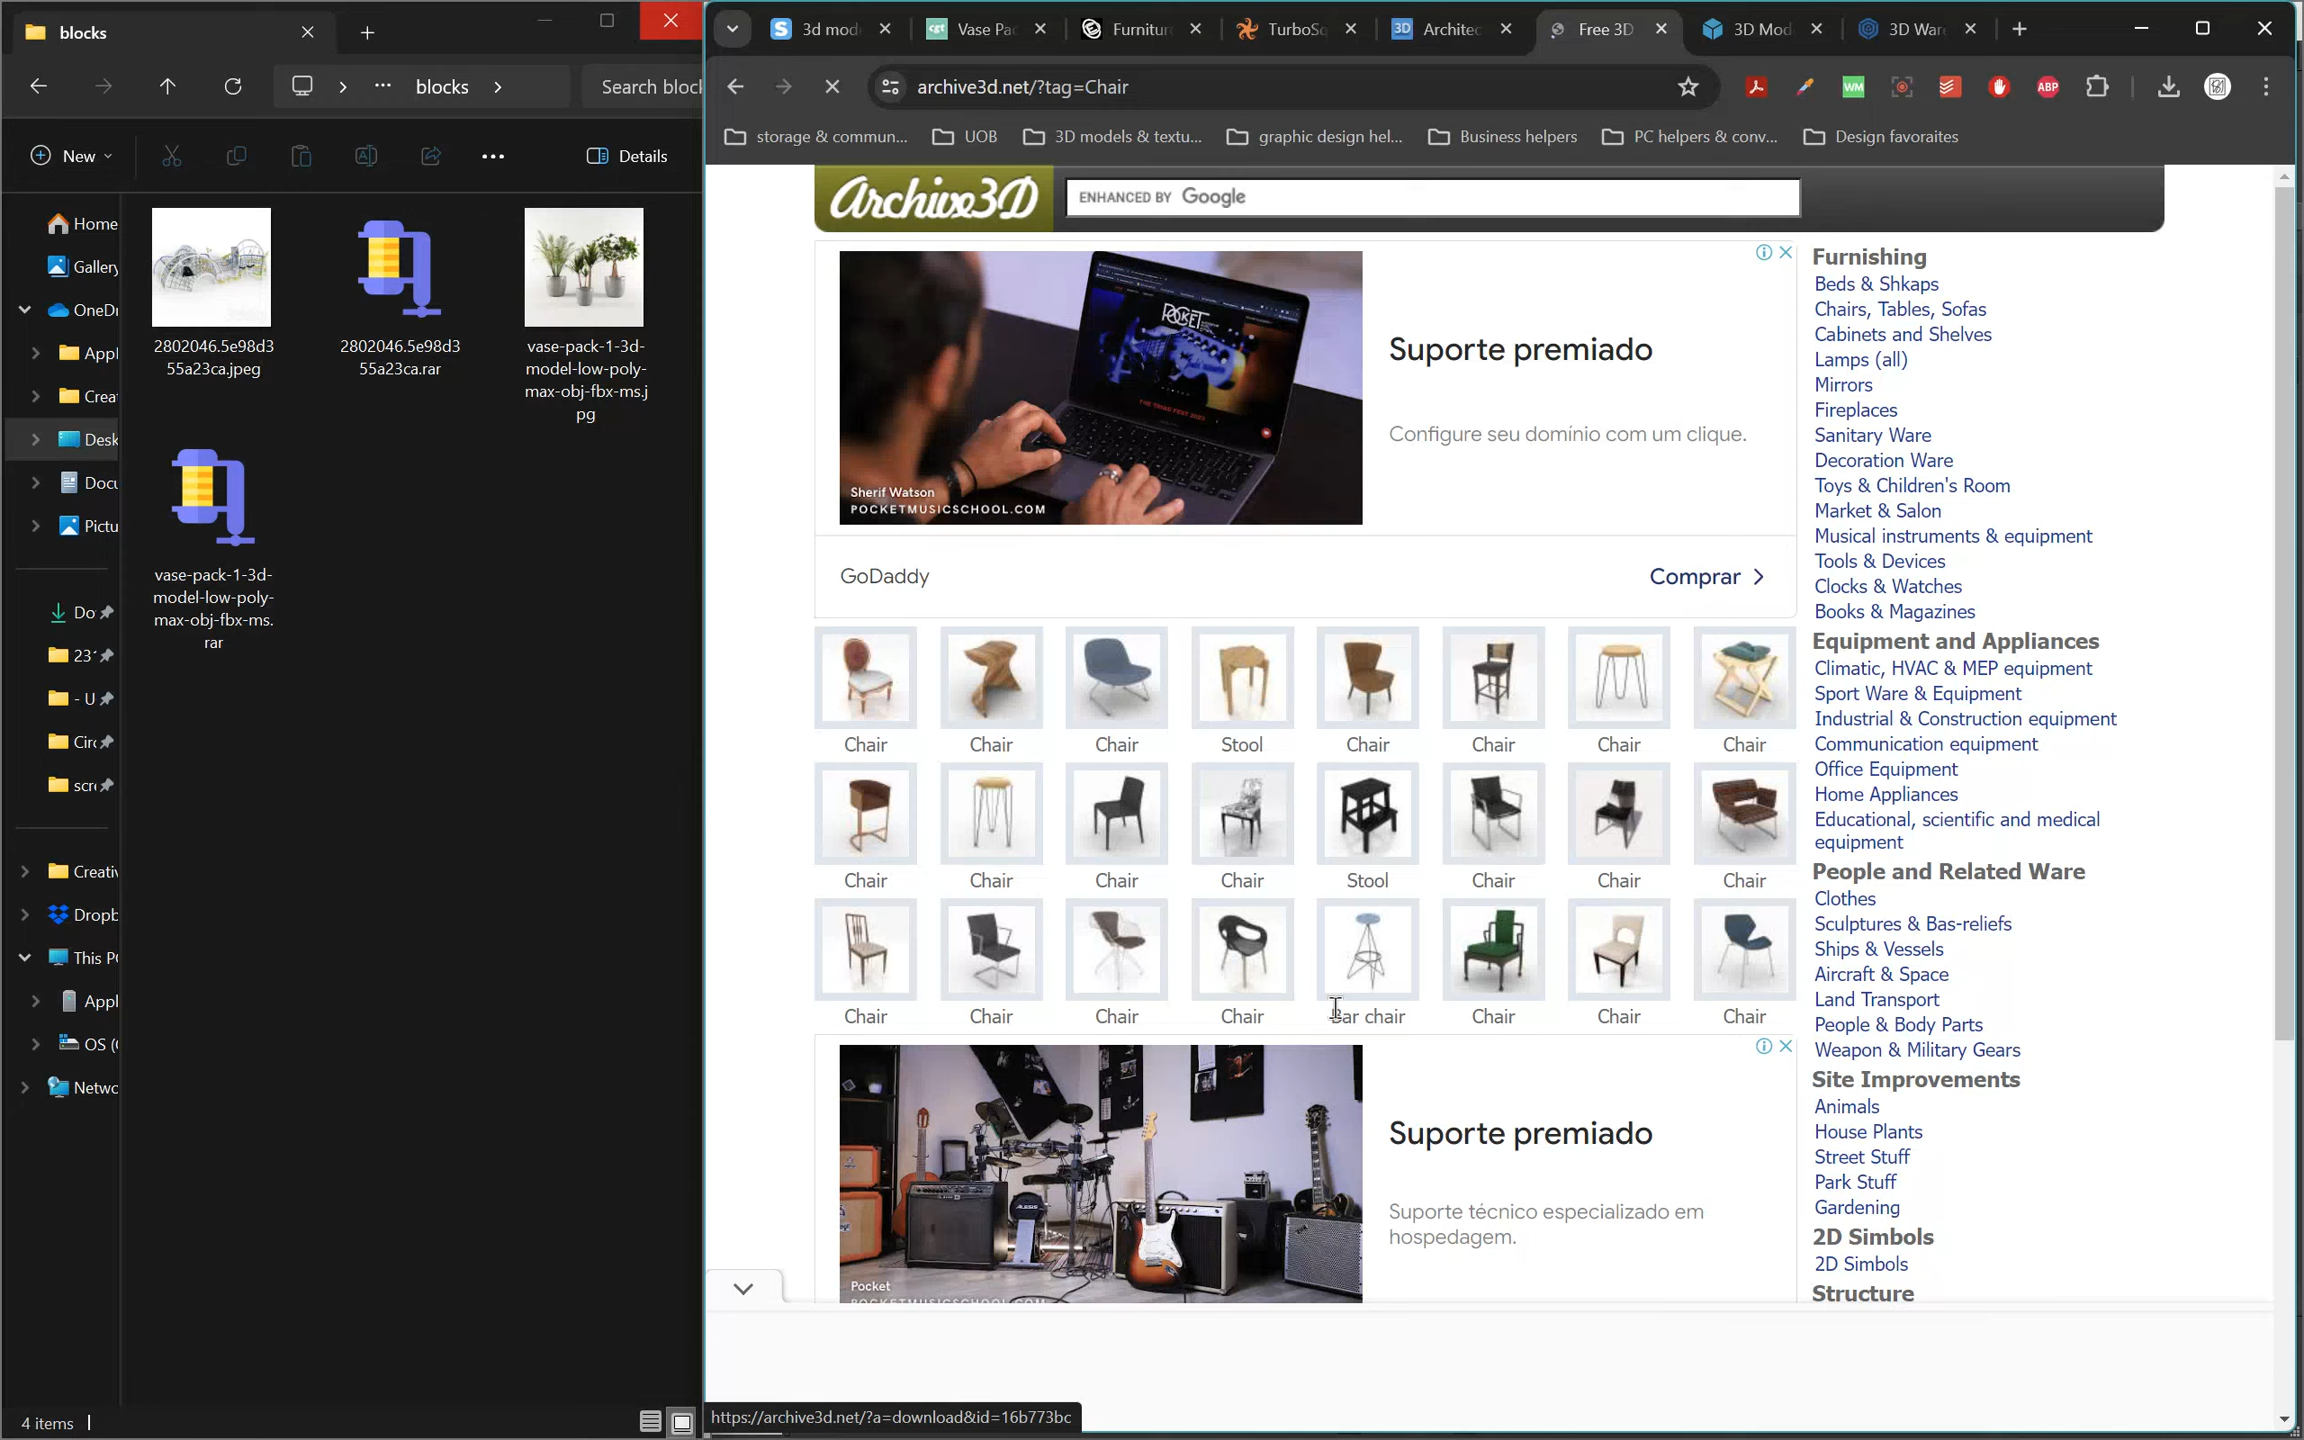 blocks
blocks
Search block
New
Details
Home
Gallery
OneDr
Appl
Crea
Desk
Docu
Pictu
Do
23
- U
Circ
scr
Creativ
Dropb
This P
Appl
OS (
Netwo
2802046.5e98d3
55a23ca.jpeg
2802046.5e98d3
55a23ca.rar
vase-pack-1-3d-
model-low-poly-
max-obj-fbx-ms.j
pg
vase-pack-1-3d-
model-low-poly-
max-obj-fbx-ms.
rar
4 items
3d mod
Vase Pac
Furnitur
TurboSq
Architec
Free 3D
3D Mod
3D War
archive3d.net/?tag=Chair
WM
ABP
storage & commun...
UOB
3D models & textu...
graphic design hel...
Business helpers
PC helpers & conv...
Design favoraites
Archive3D
ENHANCED BY Google
Sherif Watson
POCKETMUSICSCHOOL.COM
Suporte premiado
Configure seu domínio com um clique.
GoDaddy
Comprar
Chair Chair Chair Stool Chair Chair Chair Chair
Chair Chair Chair Chair Stool Chair Chair Chair
Chair Chair Chair Chair Bar chair Chair Chair Chair
Pocket
POCKETMUSICSCHOOL.COM
Suporte premiado
Suporte técnico especializado em
hospedagem.
Furnishing
Beds & Shkaps
Chairs, Tables, Sofas
Cabinets and Shelves
Lamps (all)
Mirrors
Fireplaces
Sanitary Ware
Decoration Ware
Toys & Children's Room
Market & Salon
Musical instruments & equipment
Tools & Devices
Clocks & Watches
Books & Magazines
Equipment and Appliances
Climatic, HVAC & MEP equipment
Sport Ware & Equipment
Industrial & Construction equipment
Communication equipment
Office Equipment
Home Appliances
Educational, scientific and medical
equipment
People and Related Ware
Clothes
Sculptures & Bas-reliefs
Ships & Vessels
Aircraft & Space
Land Transport
People & Body Parts
Weapon & Military Gears
Site Improvements
Animals
House Plants
Street Stuff
Park Stuff
Gardening
2D Simbols
2D Simbols
Structure
https://archive3d.net/?a=download&id=16b773bc